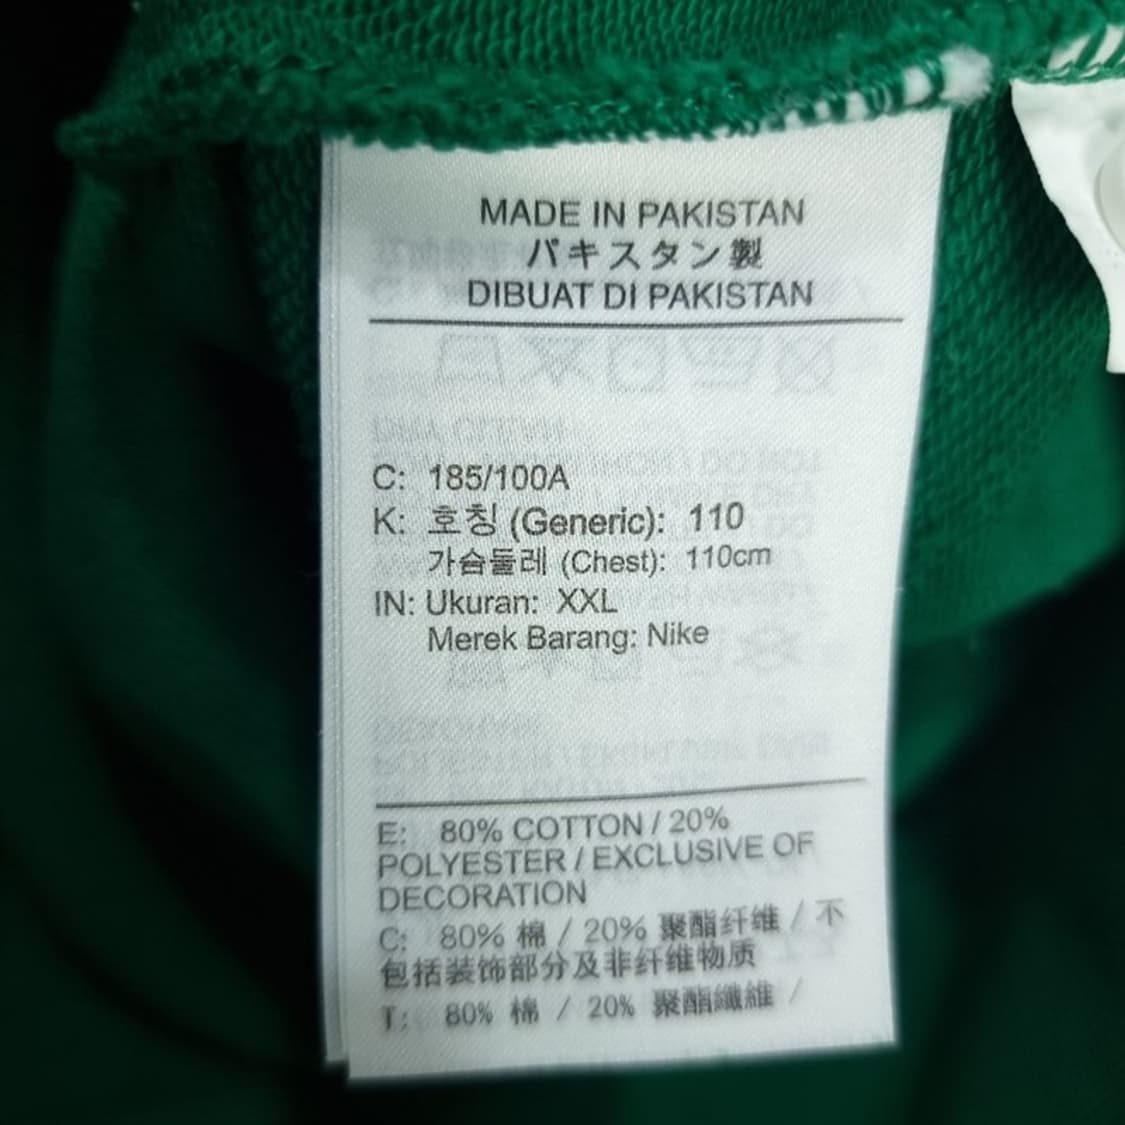 MADE IN PAKISTAN
パキスタン製
DIBUAT DI PAKISTAN
C: 185/100A
K: 호칭 (Generic): 110
가슴둘레 (Chest): 110cm
IN: Ukuran: XXL
Merek Barang: Nike
E: 80% COTTON / 20%
POLYESTER / EXCLUSIVE OF
DECORATION
C: 80% 棉 / 20% 聚酯纤维 / 不
包括装饰部分及非纤维物质
T: 80% 棉 / 20% 聚酯纖維 /